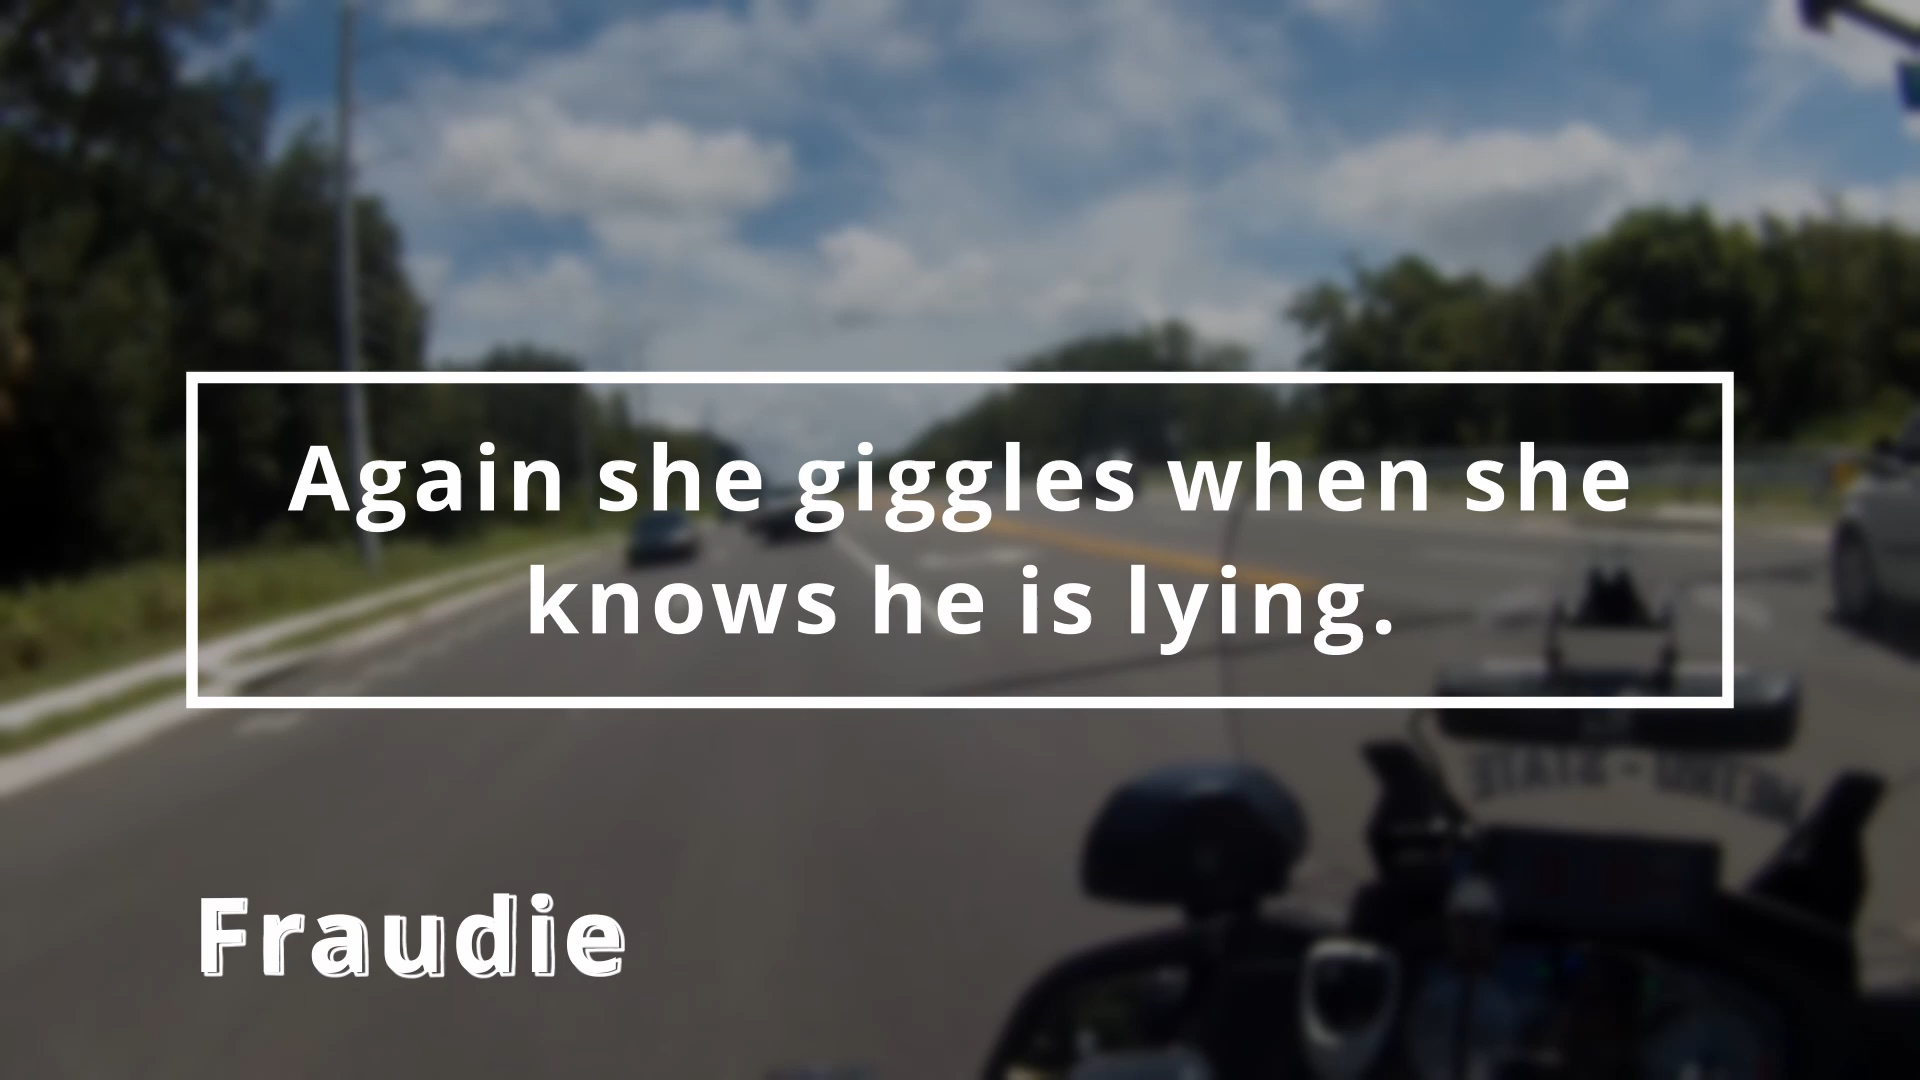 Again she giggles when she
knows he is lying.
Fraudie